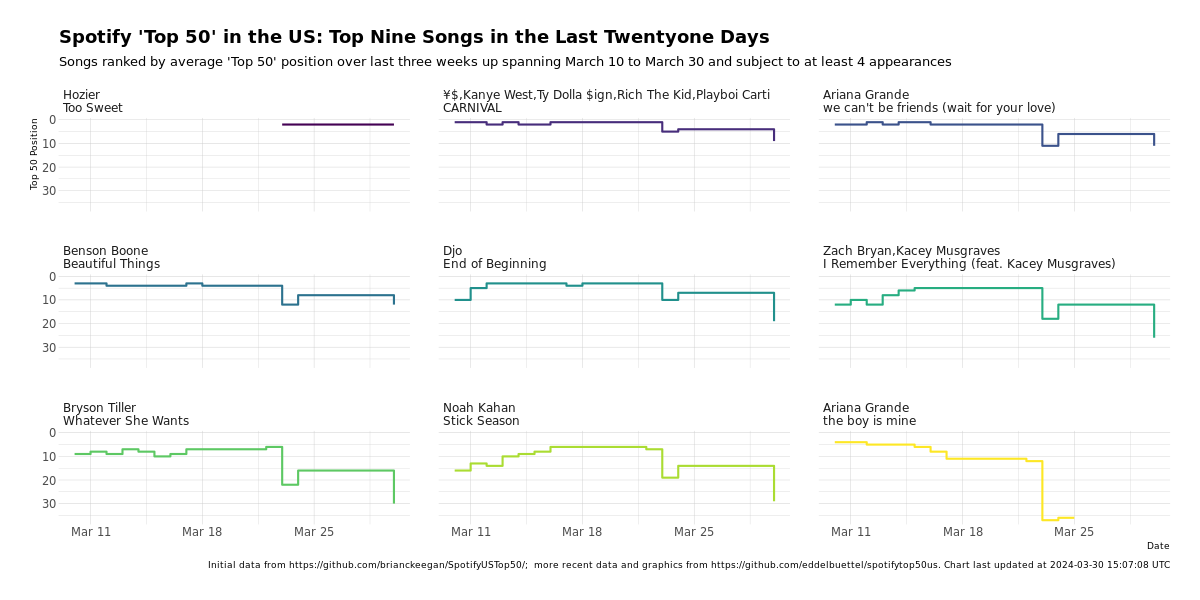 Spotify 'Top 50' in the US: Top Nine Songs in the Last Twentyone Days
Songs ranked by average 'Top 50' position over last three weeks up spanning March 10 to March 30 and subject to at least 4 appearances
Hozier
Too Sweet
¥$,Kanye West,Ty Dolla $ign,Rich The Kid,Playboi Carti
CARNIVAL
Ariana Grande
we can't be friends (wait for your love)
Top 50 Position
0
10
20
30
Benson Boone
Beautiful Things
Djo
End of Beginning
Zach Bryan,Kacey Musgraves
I Remember Everything (feat. Kacey Musgraves)
0
10
20
30
Bryson Tiller
Whatever She Wants
Noah Kahan
Stick Season
Ariana Grande
the boy is mine
0
10
20
30
Mar 11 Mar 18 Mar 25
Mar 11 Mar 18 Mar 25
Mar 11 Mar 18 Mar 25
Date
Initial data from https://github.com/brianckeegan/SpotifyUSTop50/;  more recent data and graphics from https://github.com/eddelbuettel/spotifytop50us. Chart last updated at 2024-03-30 15:07:08 UTC